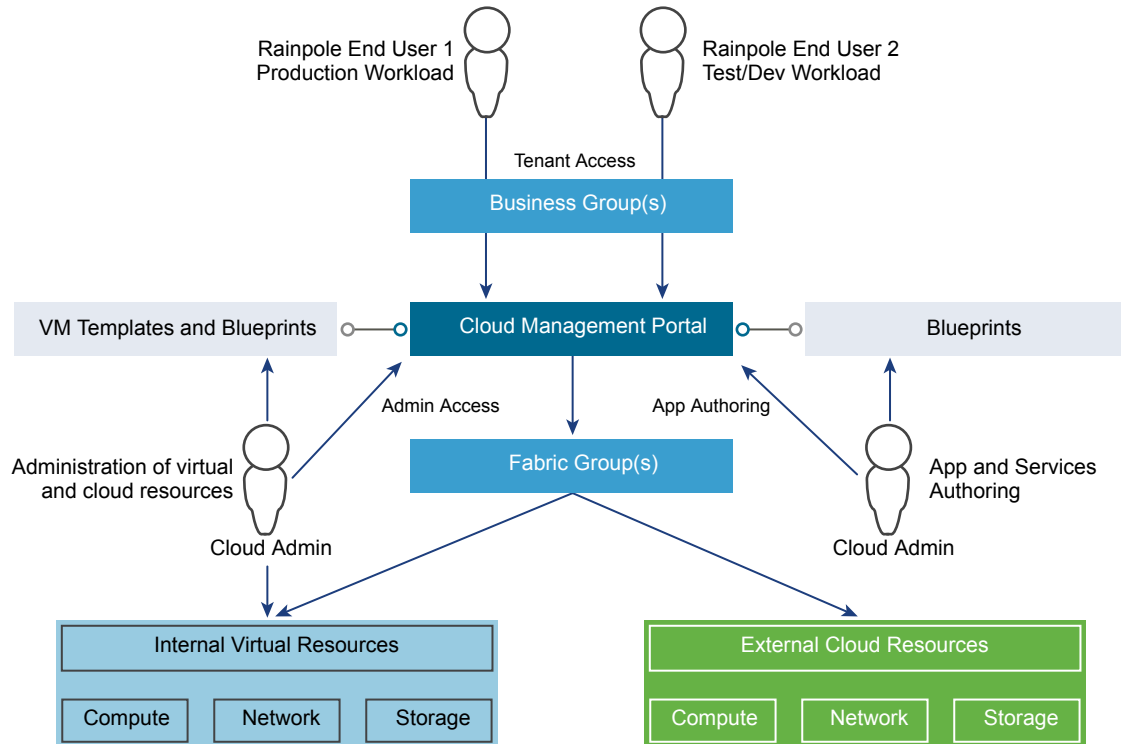 Rainpole End User 1
Production Workload
Rainpole End User 2
Test/Dev Workload
Tenant Access
Business Group(s)
VM Templates and Blueprints
Cloud Management Portal
Blueprints
Admin Access
App Authoring
Administration of virtual
and cloud resources
Fabric Group(s)
App and Services
Authoring
Cloud Admin
Cloud Admin
Internal Virtual Resources
External Cloud Resources
Compute
Network
Storage
Compute
Network
Storage